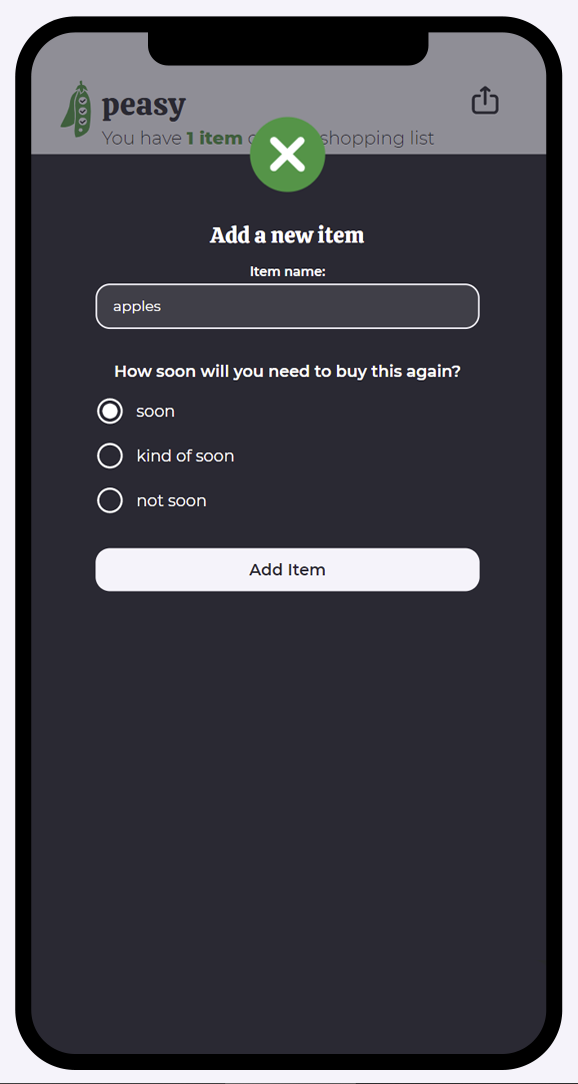 peasy
You have 1 item shopping list
Add a new item
Item name:
apples
How soon will you need to buy this again?
soon
kind of soon
not soon
Add Item